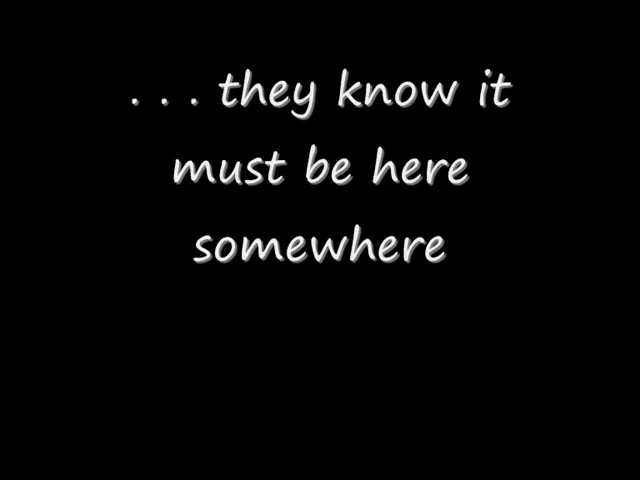 . . . they know it
must be here
somewhere